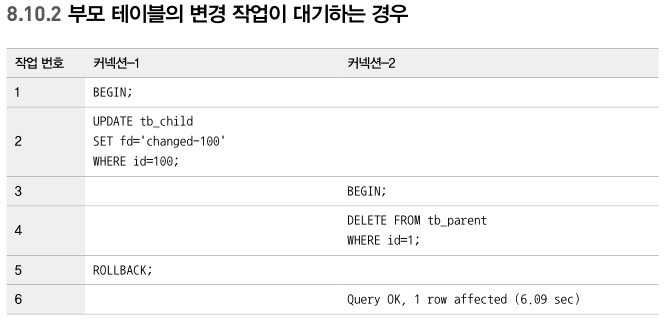 8.10.2 부모 테이블의 변경 작업이 대기하는 경우
작업 번호 커넥션-1 커넥션-2
1 BEGIN;
2 UPDATE tb_child
SET fd='changed-100'
WHERE id=100;
3 BEGIN;
4 DELETE FROM tb_parent
WHERE id=1;
5 ROLLBACK;
6 Query OK, 1 row affected (6.09 sec)